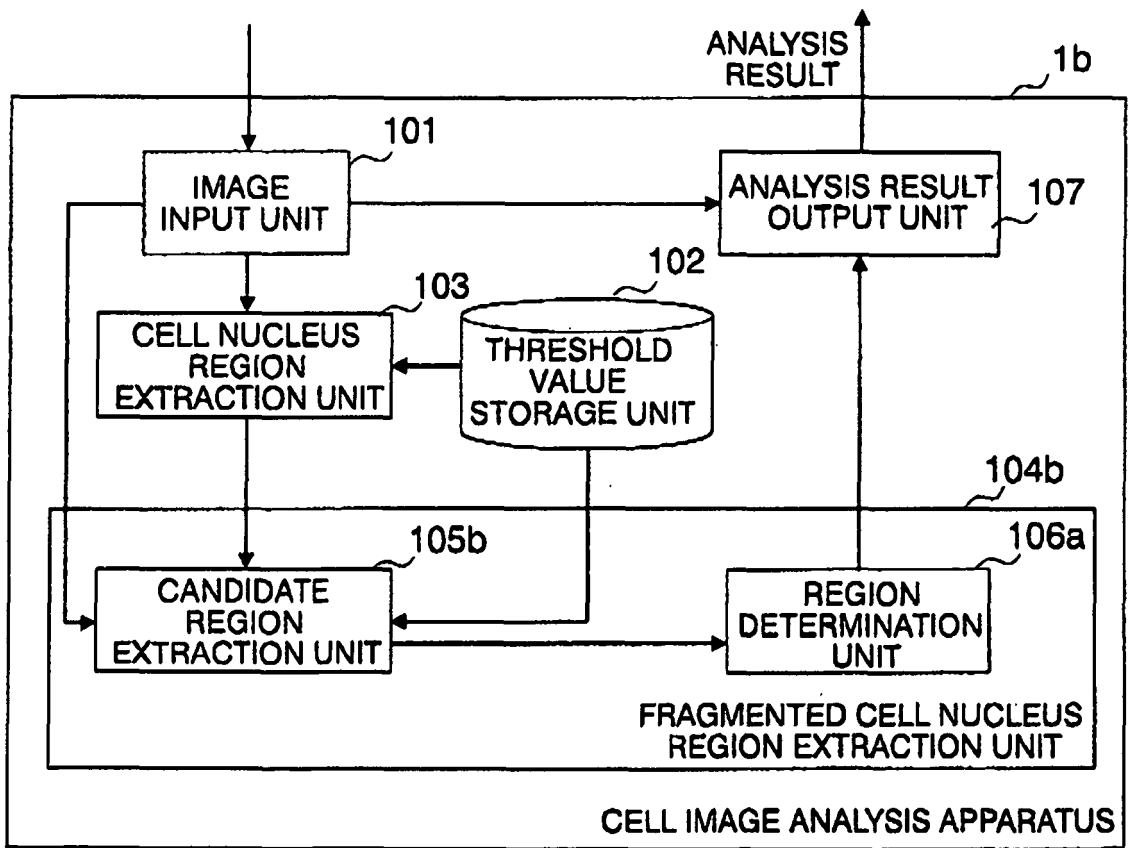 ANALYSIS
RESULT
1b
101
IMAGE
INPUT UNIT
ANALYSIS RESULT
OUTPUT UNIT
107
102
103
CELL NUCLEUS
REGION
EXTRACTION UNIT
THRESHOLD
VALUE
STORAGE UNIT
104b
105b
106a
CANDIDATE
REGION
EXTRACTION UNIT
REGION
DETERMINATION
UNIT
FRAGMENTED CELL NUCLEUS
REGION EXTRACTION UNIT
CELL IMAGE ANALYSIS APPARATUS